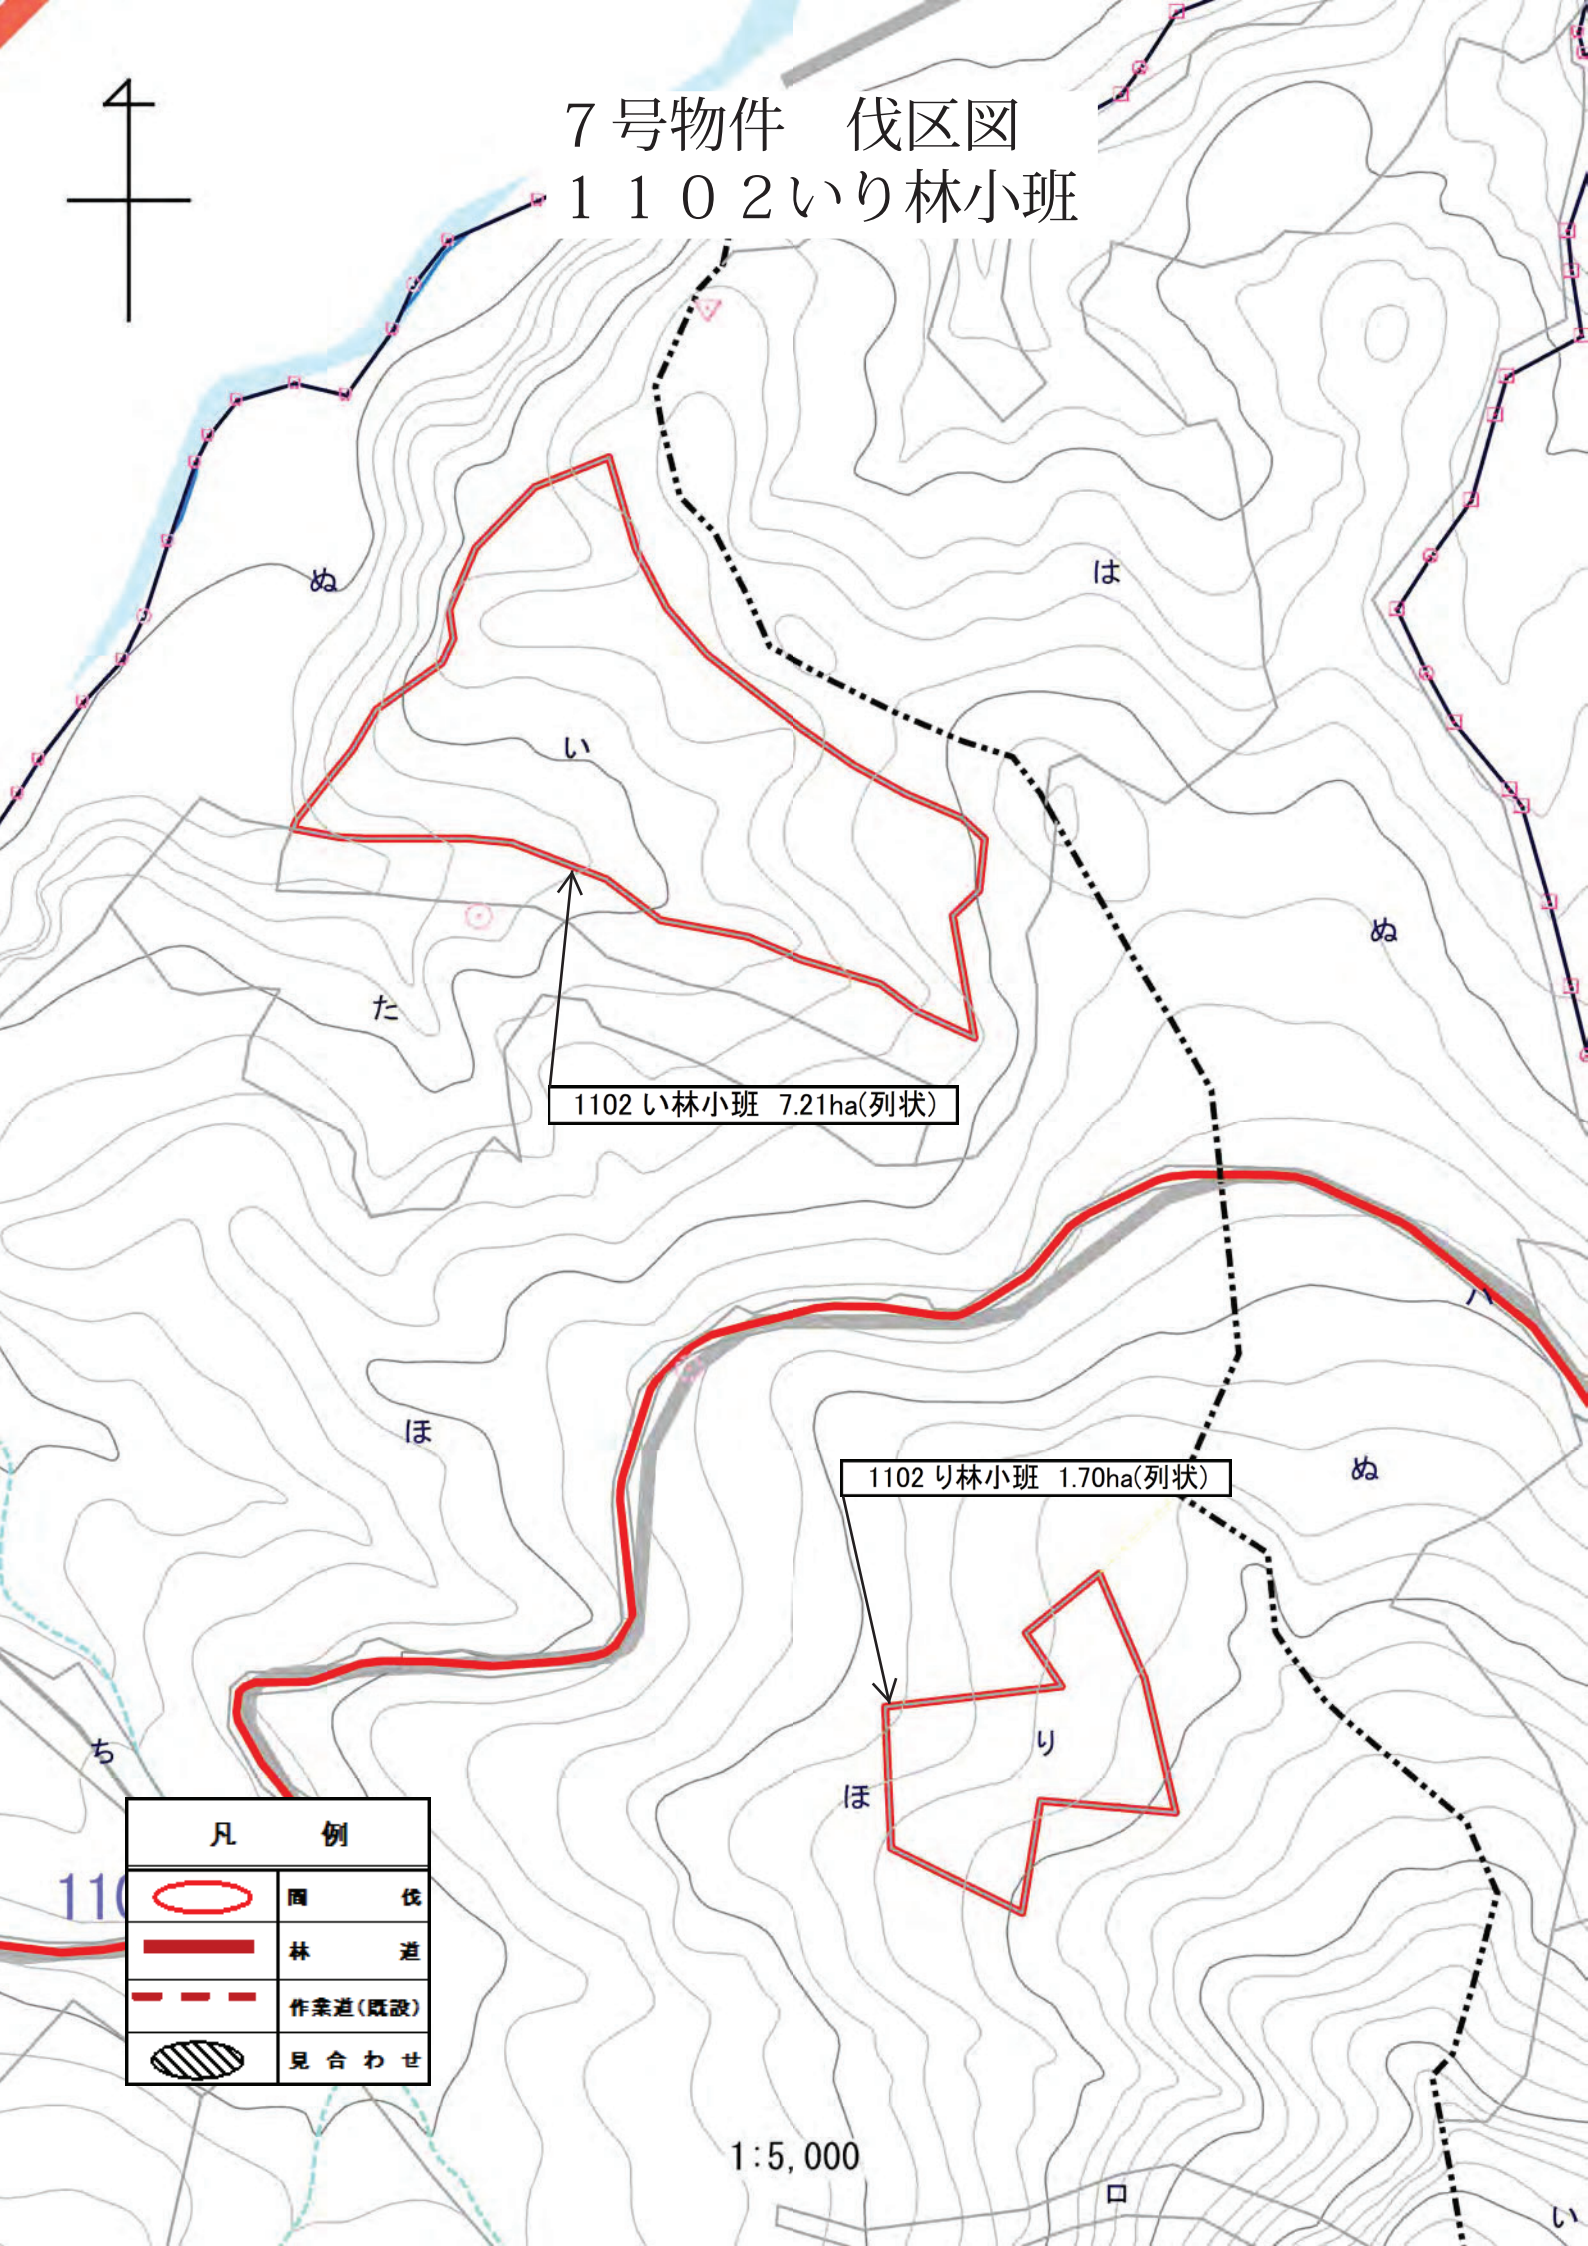 ７号物件　伐区図
１１０２いり林小班
ぬ
は
い
ぬ
た
1102 い林小班 7.21ha(列状)
ハ
ほ
1102 り林小班 1.70ha(列状)
ぬ
り
ち
ほ
凡 例
110
間 伐
林 道
作業道(既設)
見 合 わ せ
1:5,000
ロ
い